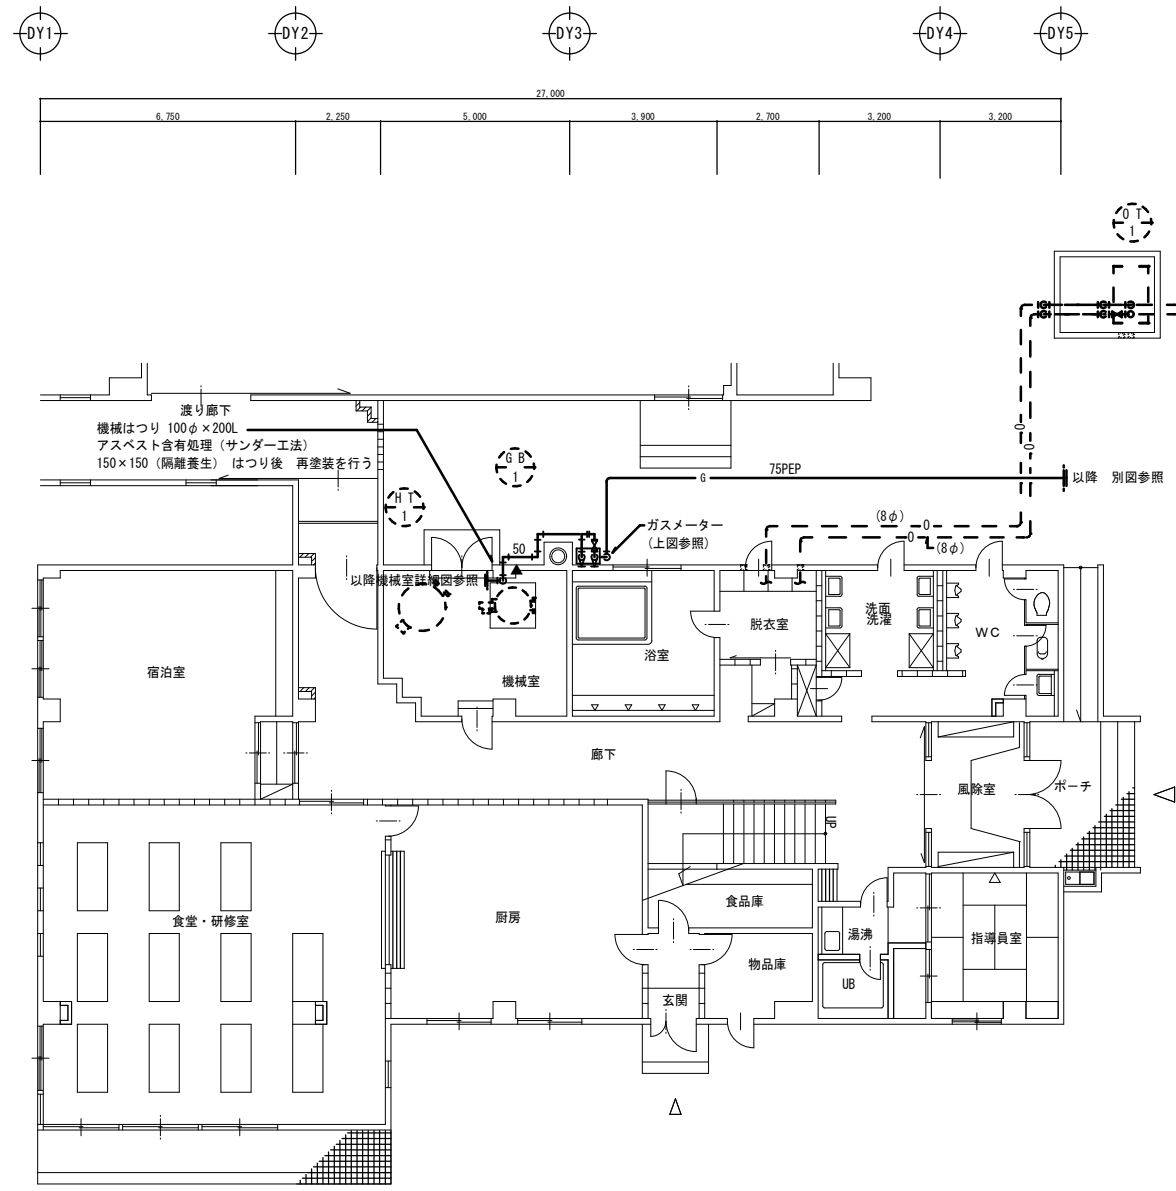 DY1 DY2 DY3 DY4 DY5
27,000
6,750 2,250 5,000 3,900 2,700 3,200 3,200
O T
1
渡り廊下
機械はつり 100φ×200L
アスベスト含有処理（サンダー工法）
150×150（隔離養生） はつり後 再塗装を行う
G B
1
H T
1
75PEP
G
以降 別図参照
ガスメーター
（上図参照）
50
(8φ)
(8φ)
O
O
O
O
以降機械室詳細図参照
宿泊室
機械室
浴室
脱衣室
洗面
洗濯
WC
廊下
風除室
ポーチ
UP
食堂・研修室
厨房
食品庫
物品庫
玄関
湯沸
UB
指導員室